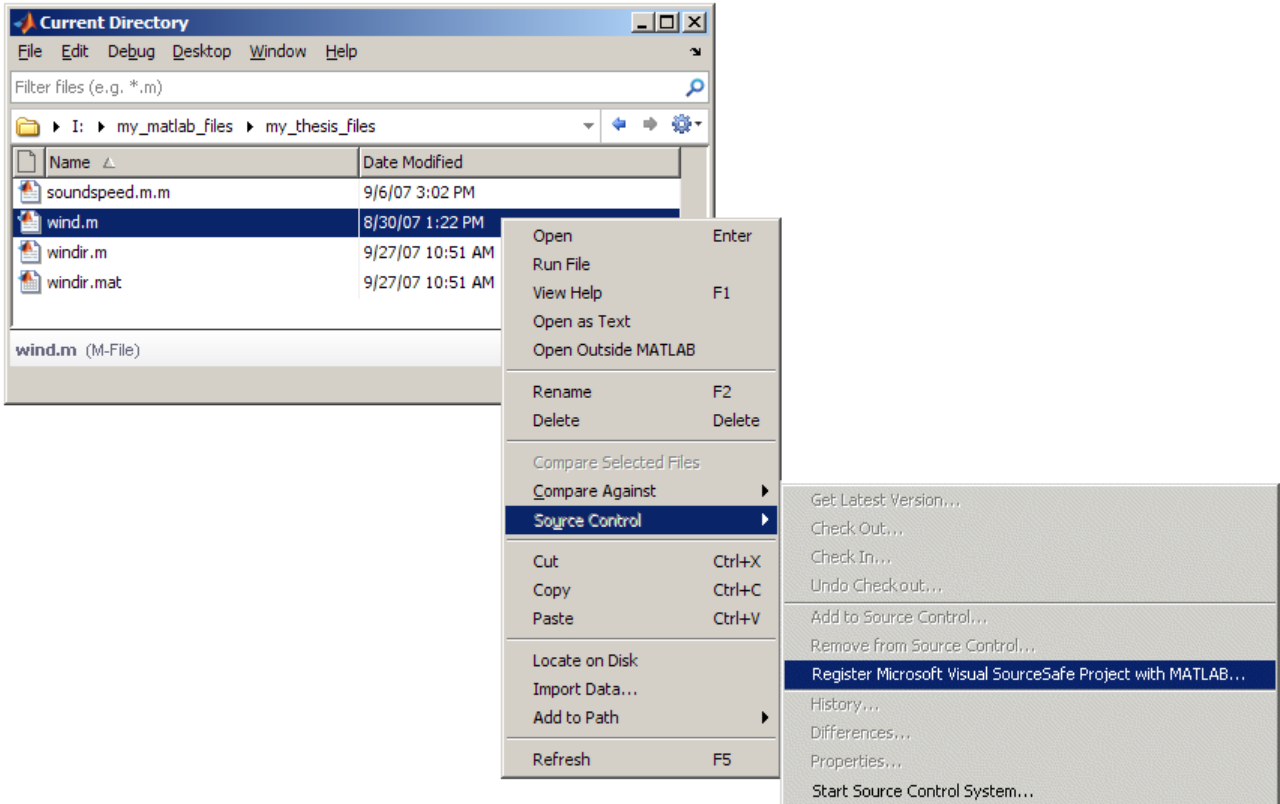 Current Directory
File Edit Debug Desktop Window Help
Filter files (e.g. *.m)
I: my_matlab_files my_thesis_files
Name Date Modified
soundspeed.m.m 9/6/07 3:02 PM
wind.m 8/30/07 1:22 PM
windir.m 9/27/07 10:51 AM
windir.mat 9/27/07 10:51 AM
wind.m (M-File)
Open Enter
Run File
View Help F1
Open as Text
Open Outside MATLAB
Rename F2
Delete Delete
Compare Selected Files
Compare Against
Source Control
Cut Ctrl+X
Copy Ctrl+C
Paste Ctrl+V
Locate on Disk
Import Data...
Add to Path
Refresh F5
Get Latest Version...
Check Out...
Check In...
Undo Checkout...
Add to Source Control...
Remove from Source Control...
Register Microsoft Visual SourceSafe Project with MATLAB...
History...
Differences...
Properties...
Start Source Control System...